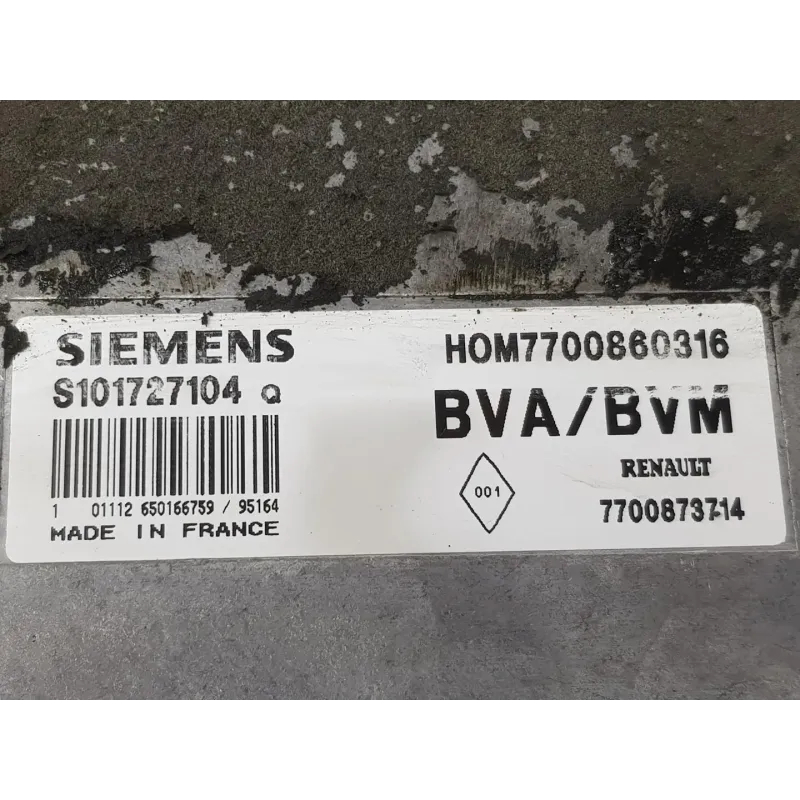 SIEMENS
S101727104 Q
1 01112 650166759 / 95164
MADE IN FRANCE
HOM7700860316
BVA/BVM
001
RENAULT
7700873714